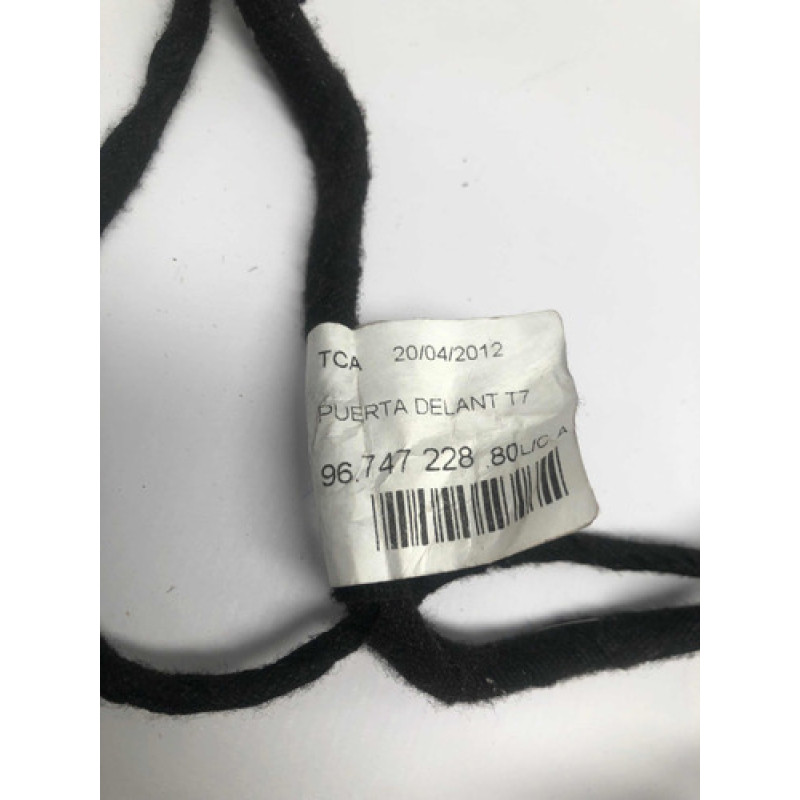 TCA 20/04/2012
PUERTA DELANT T7
96.747 228 .80 L/C A